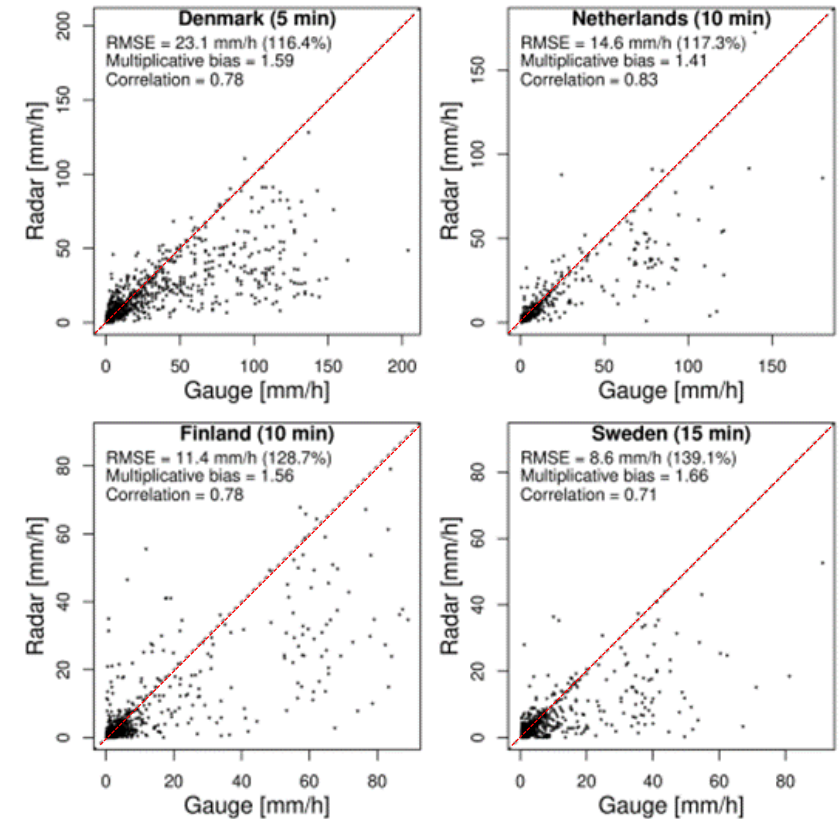 Denmark (5 min)
RMSE = 23.1 mm/h (116.4%)
Multiplicative bias = 1.59
Correlation = 0.78
200
150
100
50
0
Radar [mm/h]
0 50 100 150 200
Gauge [mm/h]
Netherlands (10 min)
RMSE = 14.6 mm/h (117.3%)
Multiplicative bias = 1.41
Correlation = 0.83
150
100
50
0
Radar [mm/h]
0 50 100 150
Gauge [mm/h]
Finland (10 min)
RMSE = 11.4 mm/h (128.7%)
Multiplicative bias = 1.56
Correlation = 0.78
80
60
40
20
0
Radar [mm/h]
0 20 40 60 80
Gauge [mm/h]
Sweden (15 min)
RMSE = 8.6 mm/h (139.1%)
Multiplicative bias = 1.66
Correlation = 0.71
80
60
40
20
0
Radar [mm/h]
0 20 40 60 80
Gauge [mm/h]